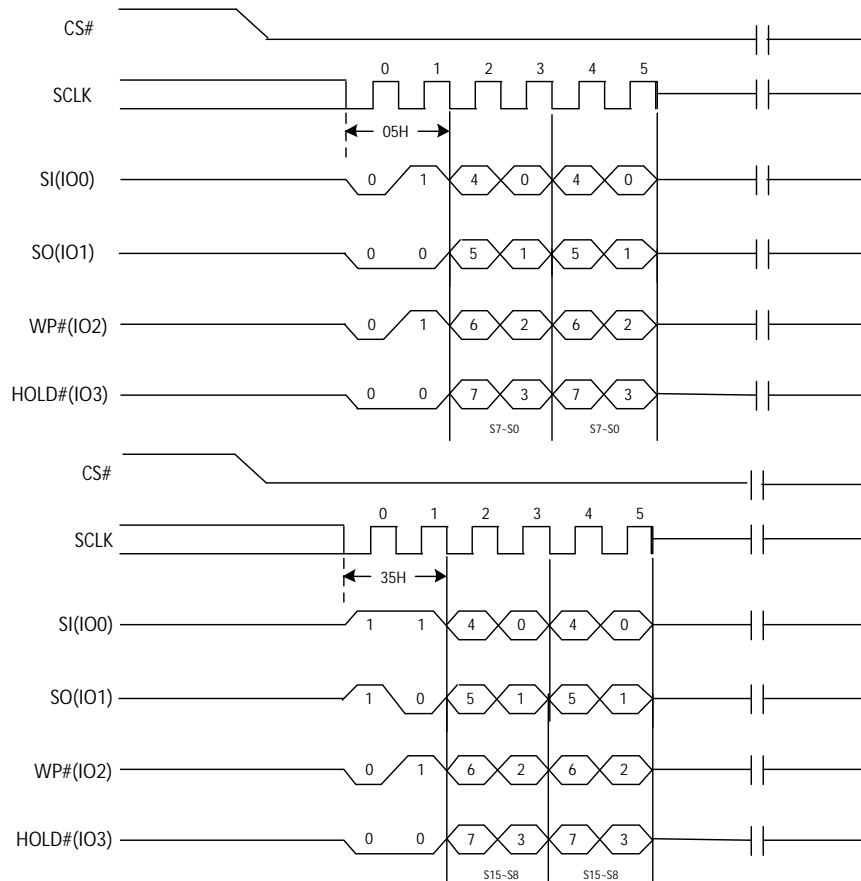 CS#
0 1 2 3 4 5
SCLK
05H
SI(IO0) 0 1 4 0 4 0
SO(IO1) 0 0 5 1 5 1
WP#(IO2) 0 1 6 2 6 2
HOLD#(IO3) 0 0 7 3 7 3
S7~S0 S7~S0
CS#
0 1 2 3 4 5
SCLK
35H
SI(IO0) 1 1 4 0 4 0
SO(IO1) 1 0 5 1 5 1
WP#(IO2) 0 1 6 2 6 2
HOLD#(IO3) 0 0 7 3 7 3
S15~S8 S15~S8